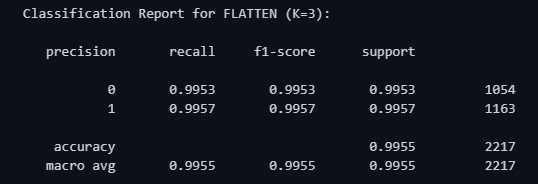 Classification Report for FLATTEN (K=3):
precision recall f1-score support
0 0.9953 0.9953 0.9953 1054
1 0.9957 0.9957 0.9957 1163
accuracy 0.9955 2217
macro avg 0.9955 0.9955 0.9955 2217